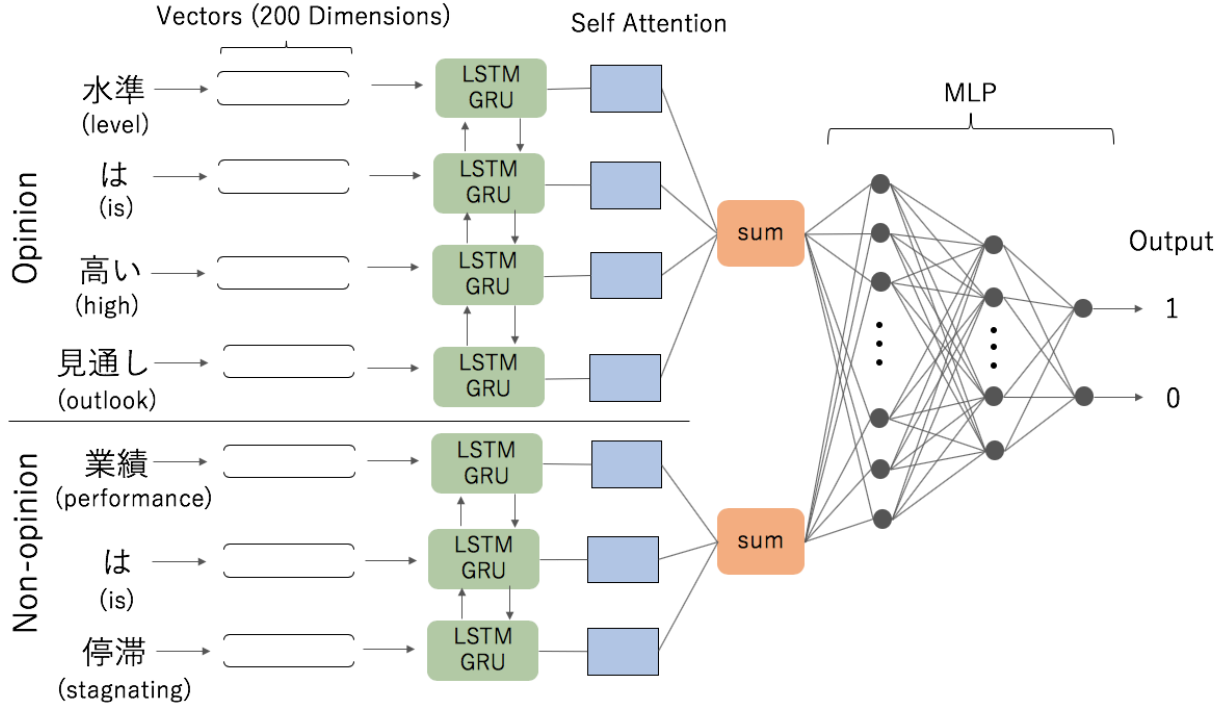 Vectors (200 Dimensions)
Self Attention
MLP
Output
Opinion
水準
(level)
LSTM
GRU
は
(is)
LSTM
GRU
高い
(high)
LSTM
GRU
見通し
(outlook)
LSTM
GRU
sum
1
0
Non-opinion
業績
(performance)
LSTM
GRU
は
(is)
LSTM
GRU
停滞
(stagnating)
LSTM
GRU
sum